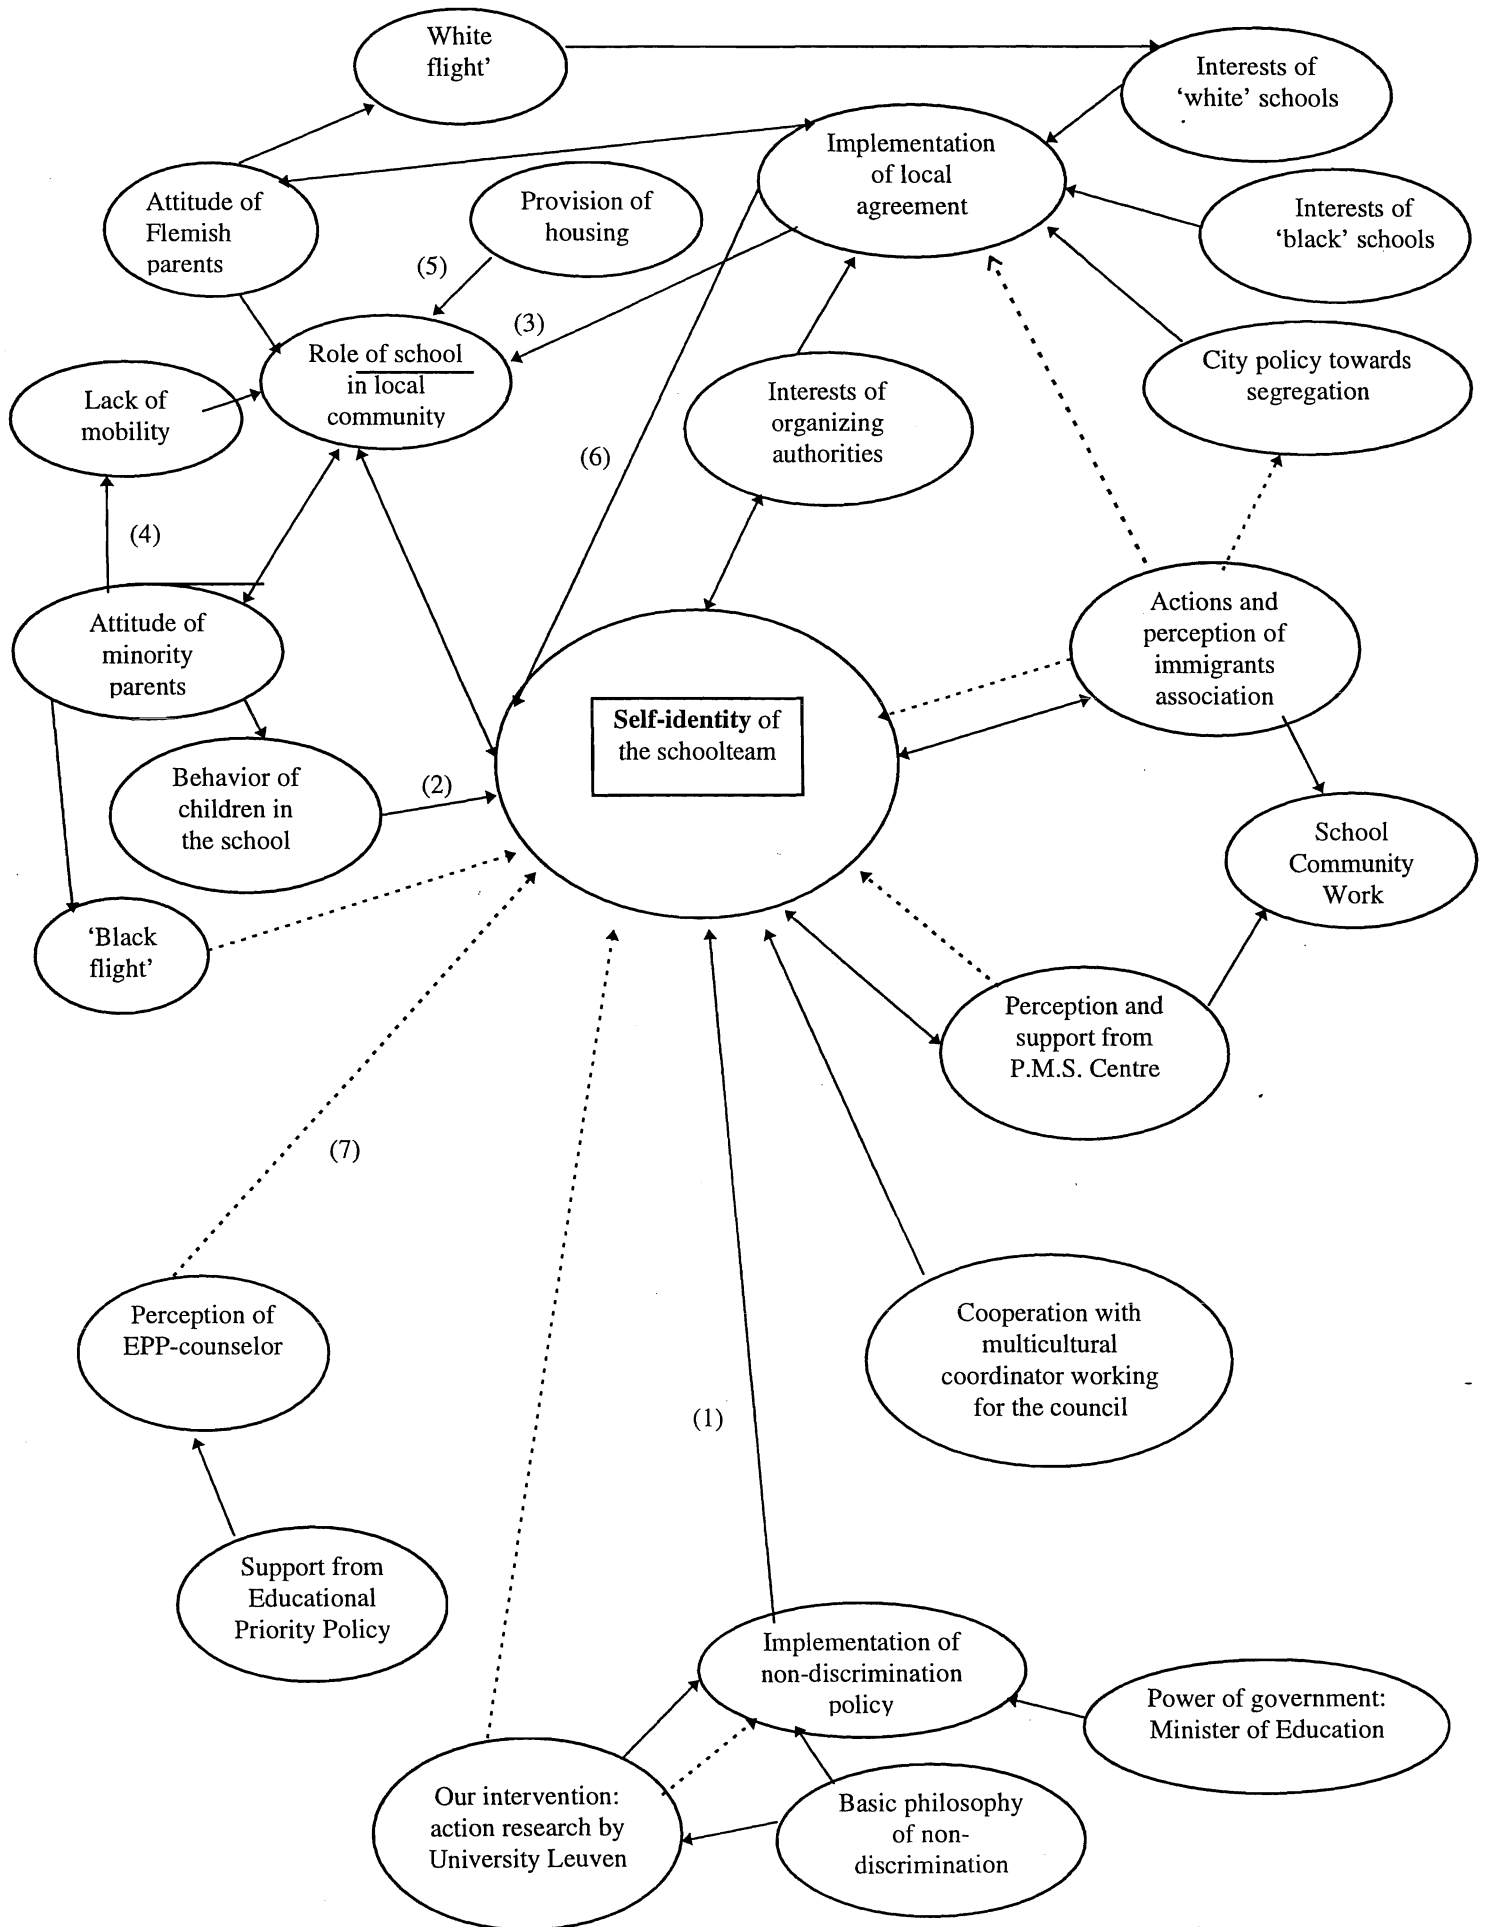 White
flight’
Interests of
‘white’ schools
Implementation
of local
agreement
Attitude of
Flemish
parents
Provision of
housing
Interests of
‘black’ schools
(5)
(3)
Role of school
in local
community
City policy towards
segregation
Lack of
mobility
Interests of
organizing
authorities
(6)
(4)
Attitude of
minority
parents
Actions and
perception of
immigrants
association
Self-identity of
the schoolteam
Behavior of
children in
the school
(2)
School
Community
Work
‘Black
flight’
Perception and
support from
P.M.S. Centre
(7)
Perception of
EPP-counselor
Cooperation with
multicultural
coordinator working
for the council
(1)
Support from
Educational
Priority Policy
Implementation of
non-discrimination
policy
Power of government:
Minister of Education
Our intervention:
action research by
University Leuven
Basic philosophy
of non-
discrimination